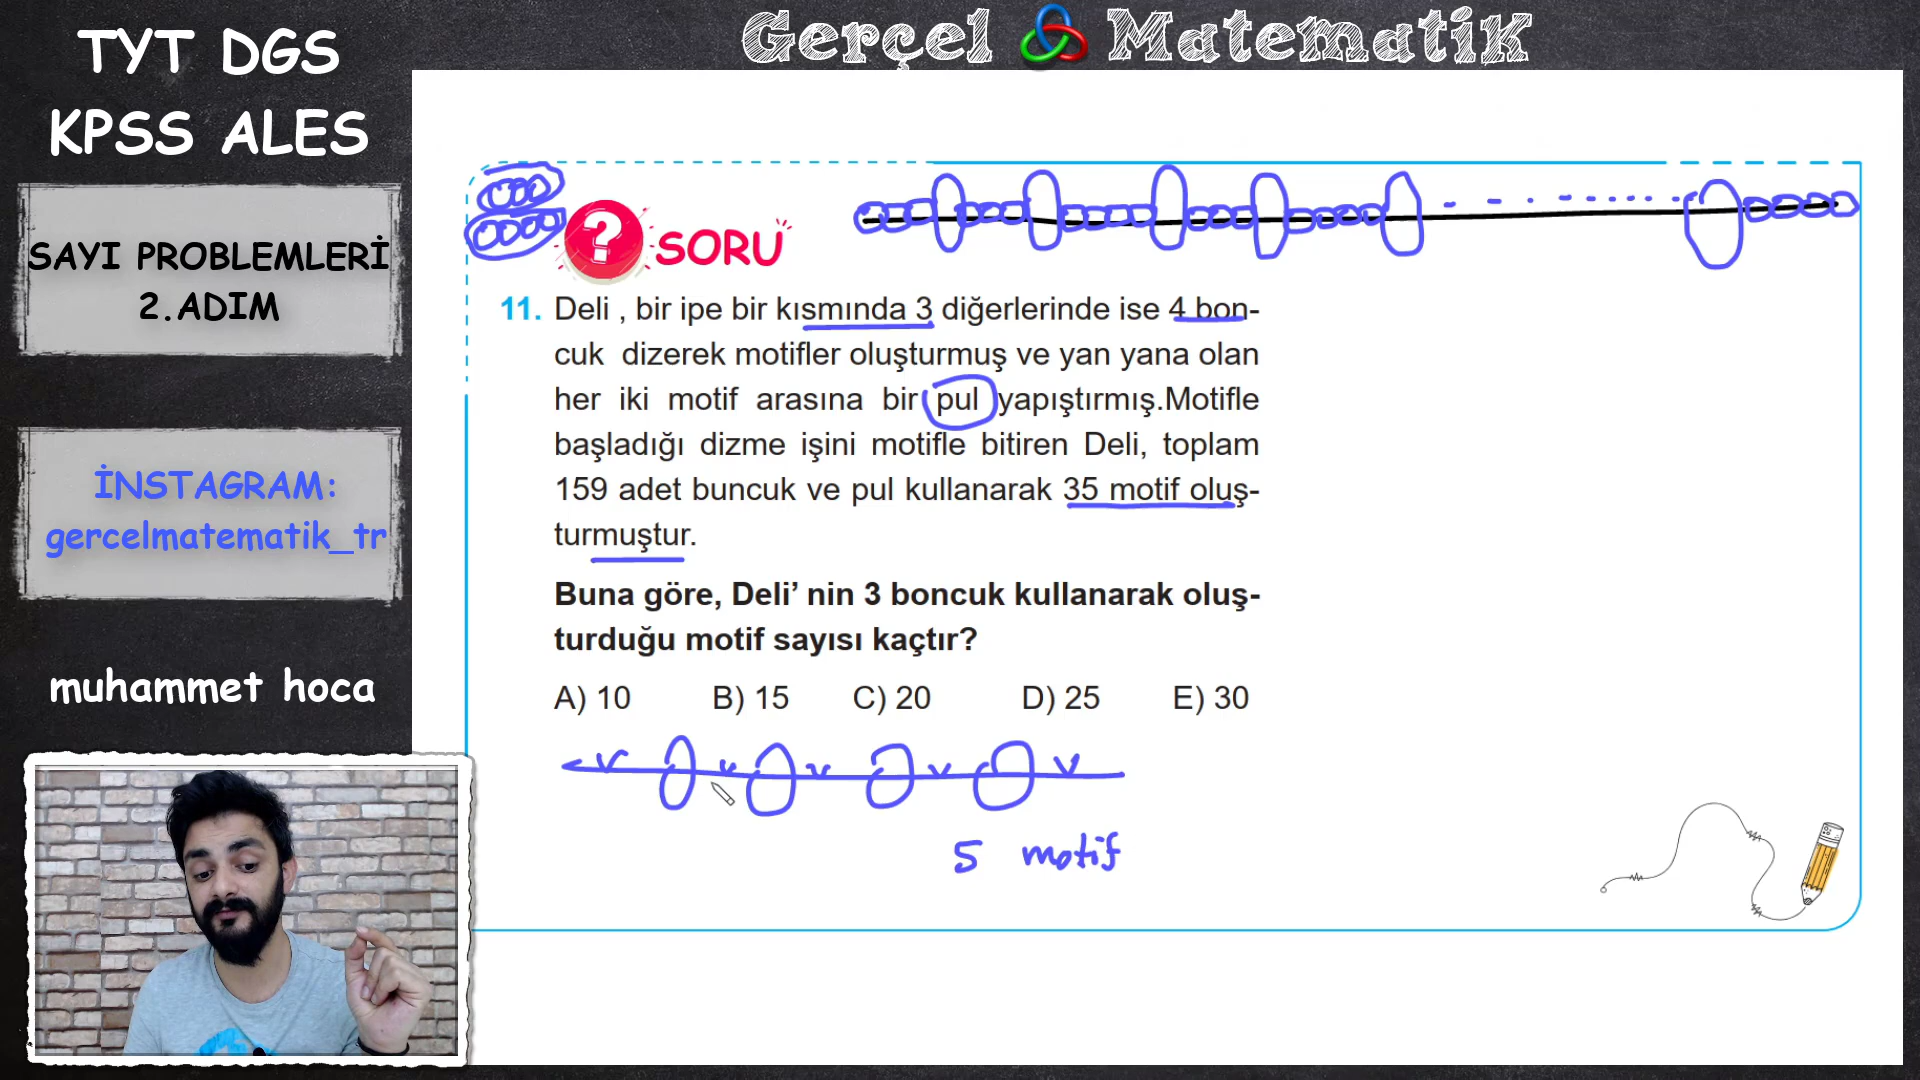 TYT DGS
KPSS ALES
SAYI PROBLEMLERİ
2.ADIM
İNSTAGRAM:
gercelmatematik_tr
muhammet hoca
Gerçel Matematik
? SORU
11. Deli , bir ipe bir kısmında 3 diğerlerinde ise 4 bon-
cuk dizerek motifler oluşturmuş ve yan yana olan
her iki motif arasına bir pul yapıştırmış.Motifle
başladığı dizme işini motifle bitiren Deli, toplam
159 adet buncuk ve pul kullanarak 35 motif oluş-
turmuştur.
Buna göre, Deli’ nin 3 boncuk kullanarak oluş-
turduğu motif sayısı kaçtır?
A) 10 B) 15 C) 20 D) 25 E) 30
5 motif